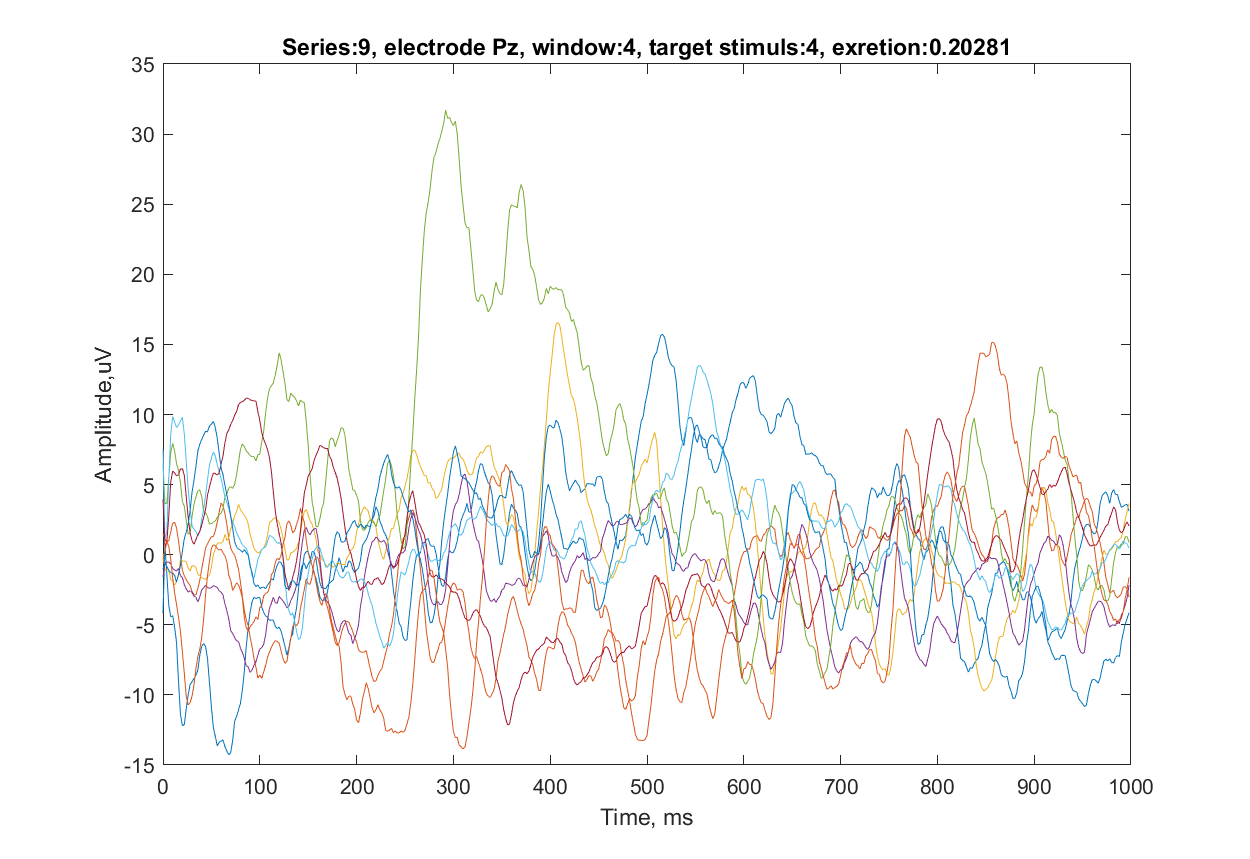 Series:9, electrode Pz, window:4, target stimuls:4, exretion:0.20281
35
30
25
20
15
10
5
0
-5
-10
-15
Amplitude,uV
0 100 200 300 400 500 600 700 800 900 1000
Time, ms